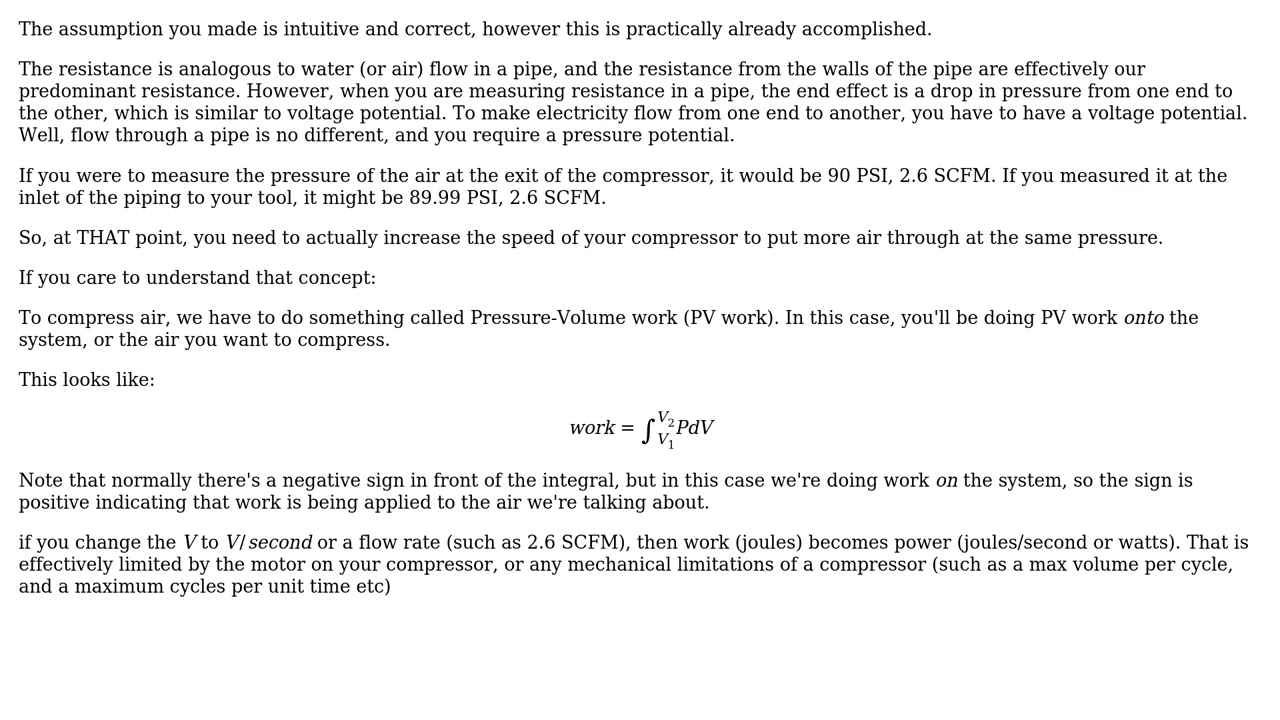 The assumption you made is intuitive and correct, however this is practically already accomplished.
The resistance is analogous to water (or air) flow in a pipe, and the resistance from the walls of the pipe are effectively our
predominant resistance. However, when you are measuring resistance in a pipe, the end effect is a drop in pressure from one end to
the other, which is similar to voltage potential. To make electricity flow from one end to another, you have to have a voltage potential.
Well, flow through a pipe is no different, and you require a pressure potential.
If you were to measure the pressure of the air at the exit of the compressor, it would be 90 PSI, 2.6 SCFM. If you measured it at the
inlet of the piping to your tool, it might be 89.99 PSI, 2.6 SCFM.
So, at THAT point, you need to actually increase the speed of your compressor to put more air through at the same pressure.
If you care to understand that concept:
To compress air, we have to do something called Pressure-Volume work (PV work). In this case, you'll be doing PV work onto the
system, or the air you want to compress.
This looks like:
work = ∫_{V_1}^{V_2} PdV
Note that normally there's a negative sign in front of the integral, but in this case we're doing work on the system, so the sign is
positive indicating that work is being applied to the air we're talking about.
if you change the V to V/second or a flow rate (such as 2.6 SCFM), then work (joules) becomes power (joules/second or watts). That is
effectively limited by the motor on your compressor, or any mechanical limitations of a compressor (such as a max volume per cycle,
and a maximum cycles per unit time etc)